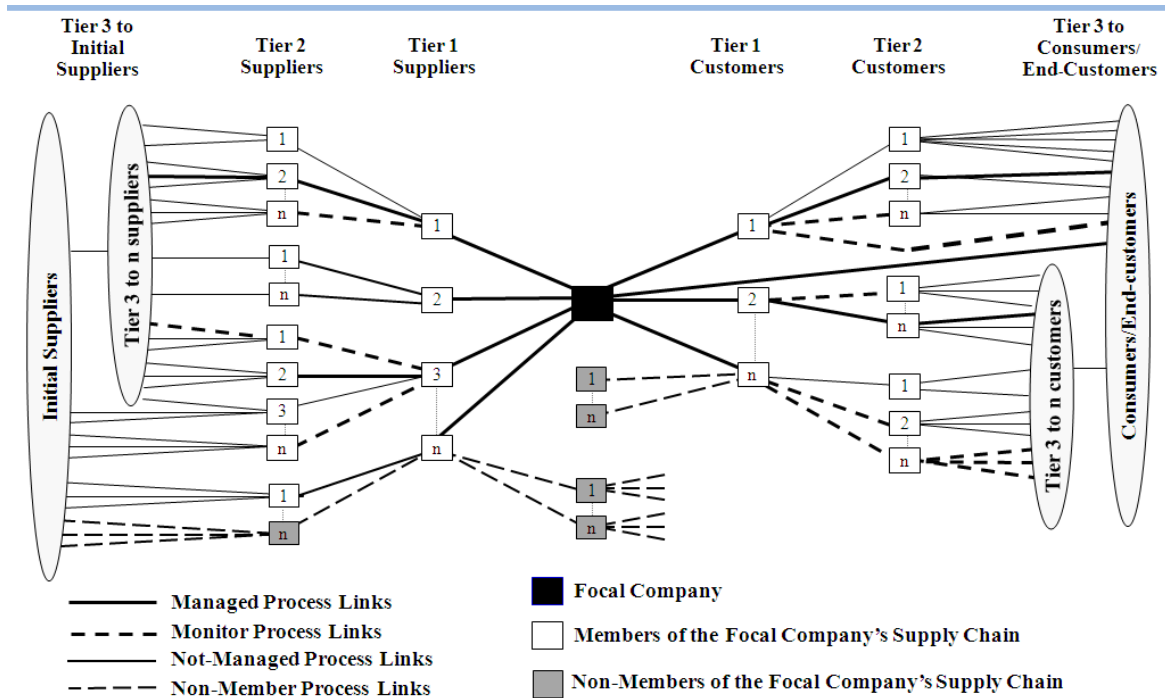 Tier 3 to
Initial
Suppliers
Tier 2
Suppliers
Tier 1
Suppliers
Tier 1
Customers
Tier 2
Customers
Tier 3 to
Consumers/
End-Customers
Initial Suppliers
Tier 3 to n suppliers
1
2
n
1
n
1
2
3
n
1
n
1
2
3
n
1
n
1
n
1
n
1
2
n
1
2
n
1
n
1
2
n
Tier 3 to n customers
Consumers/End-customers
Managed Process Links
Monitor Process Links
Not-Managed Process Links
Non-Member Process Links
Focal Company
Members of the Focal Company's Supply Chain
Non-Members of the Focal Company's Supply Chain